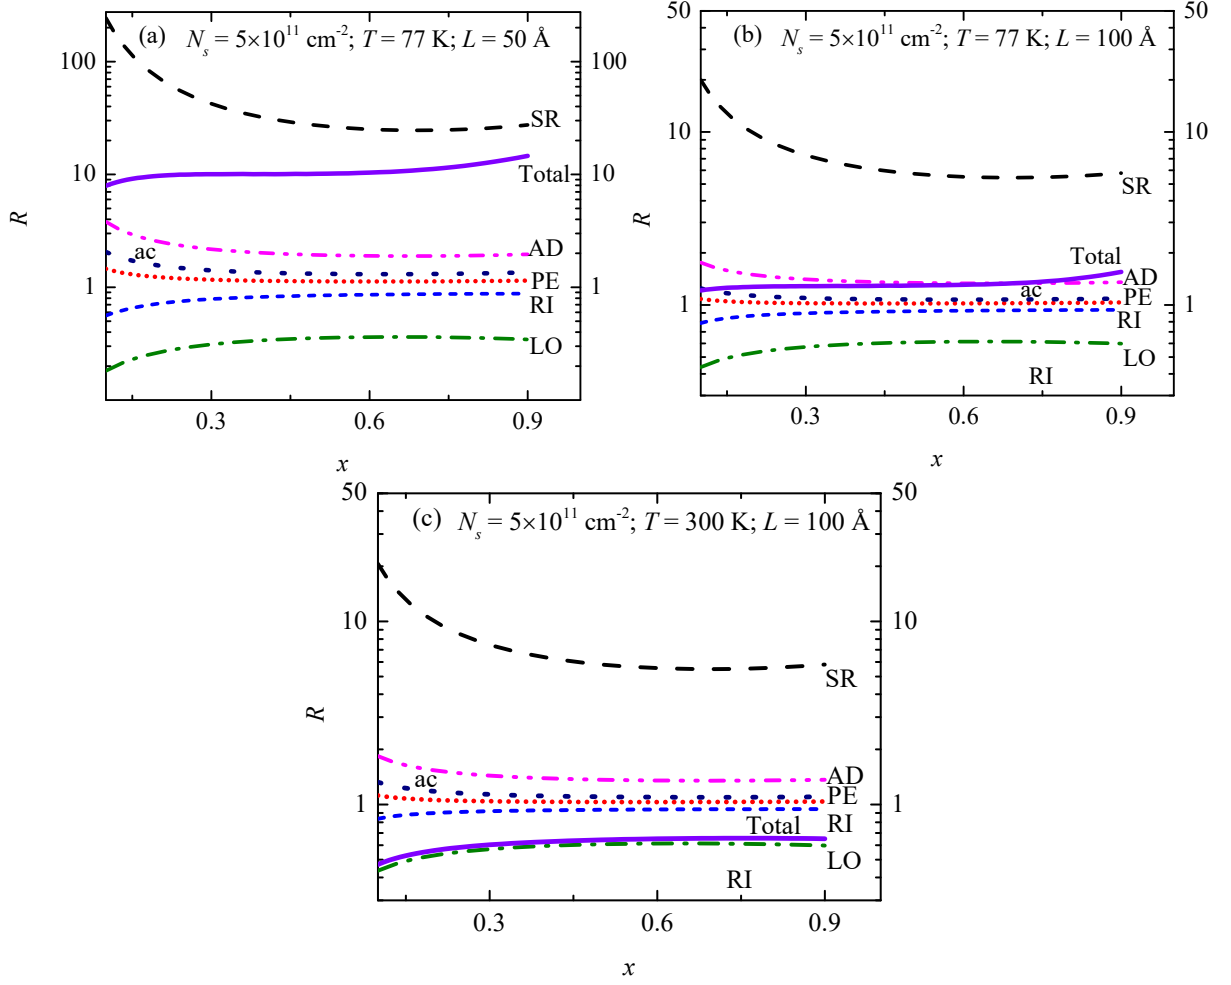 (a) N_s = 5×10^11 cm^-2; T = 77 K; L = 50 Å
100
100
SR
10
Total
10
R
AD
ac
PE
1
1
RI
LO
0.3
0.6
0.9
x
50
50
(b) N_s = 5×10^11 cm^-2; T = 77 K; L = 100 Å
10
10
SR
Total
AD
ac
PE
1
1
RI
LO
RI
0.3
0.6
0.9
x
50
50
(c) N_s = 5×10^11 cm^-2; T = 300 K; L = 100 Å
10
10
SR
R
AD
ac
PE
1
1
Total
RI
LO
RI
0.3
0.6
0.9
x